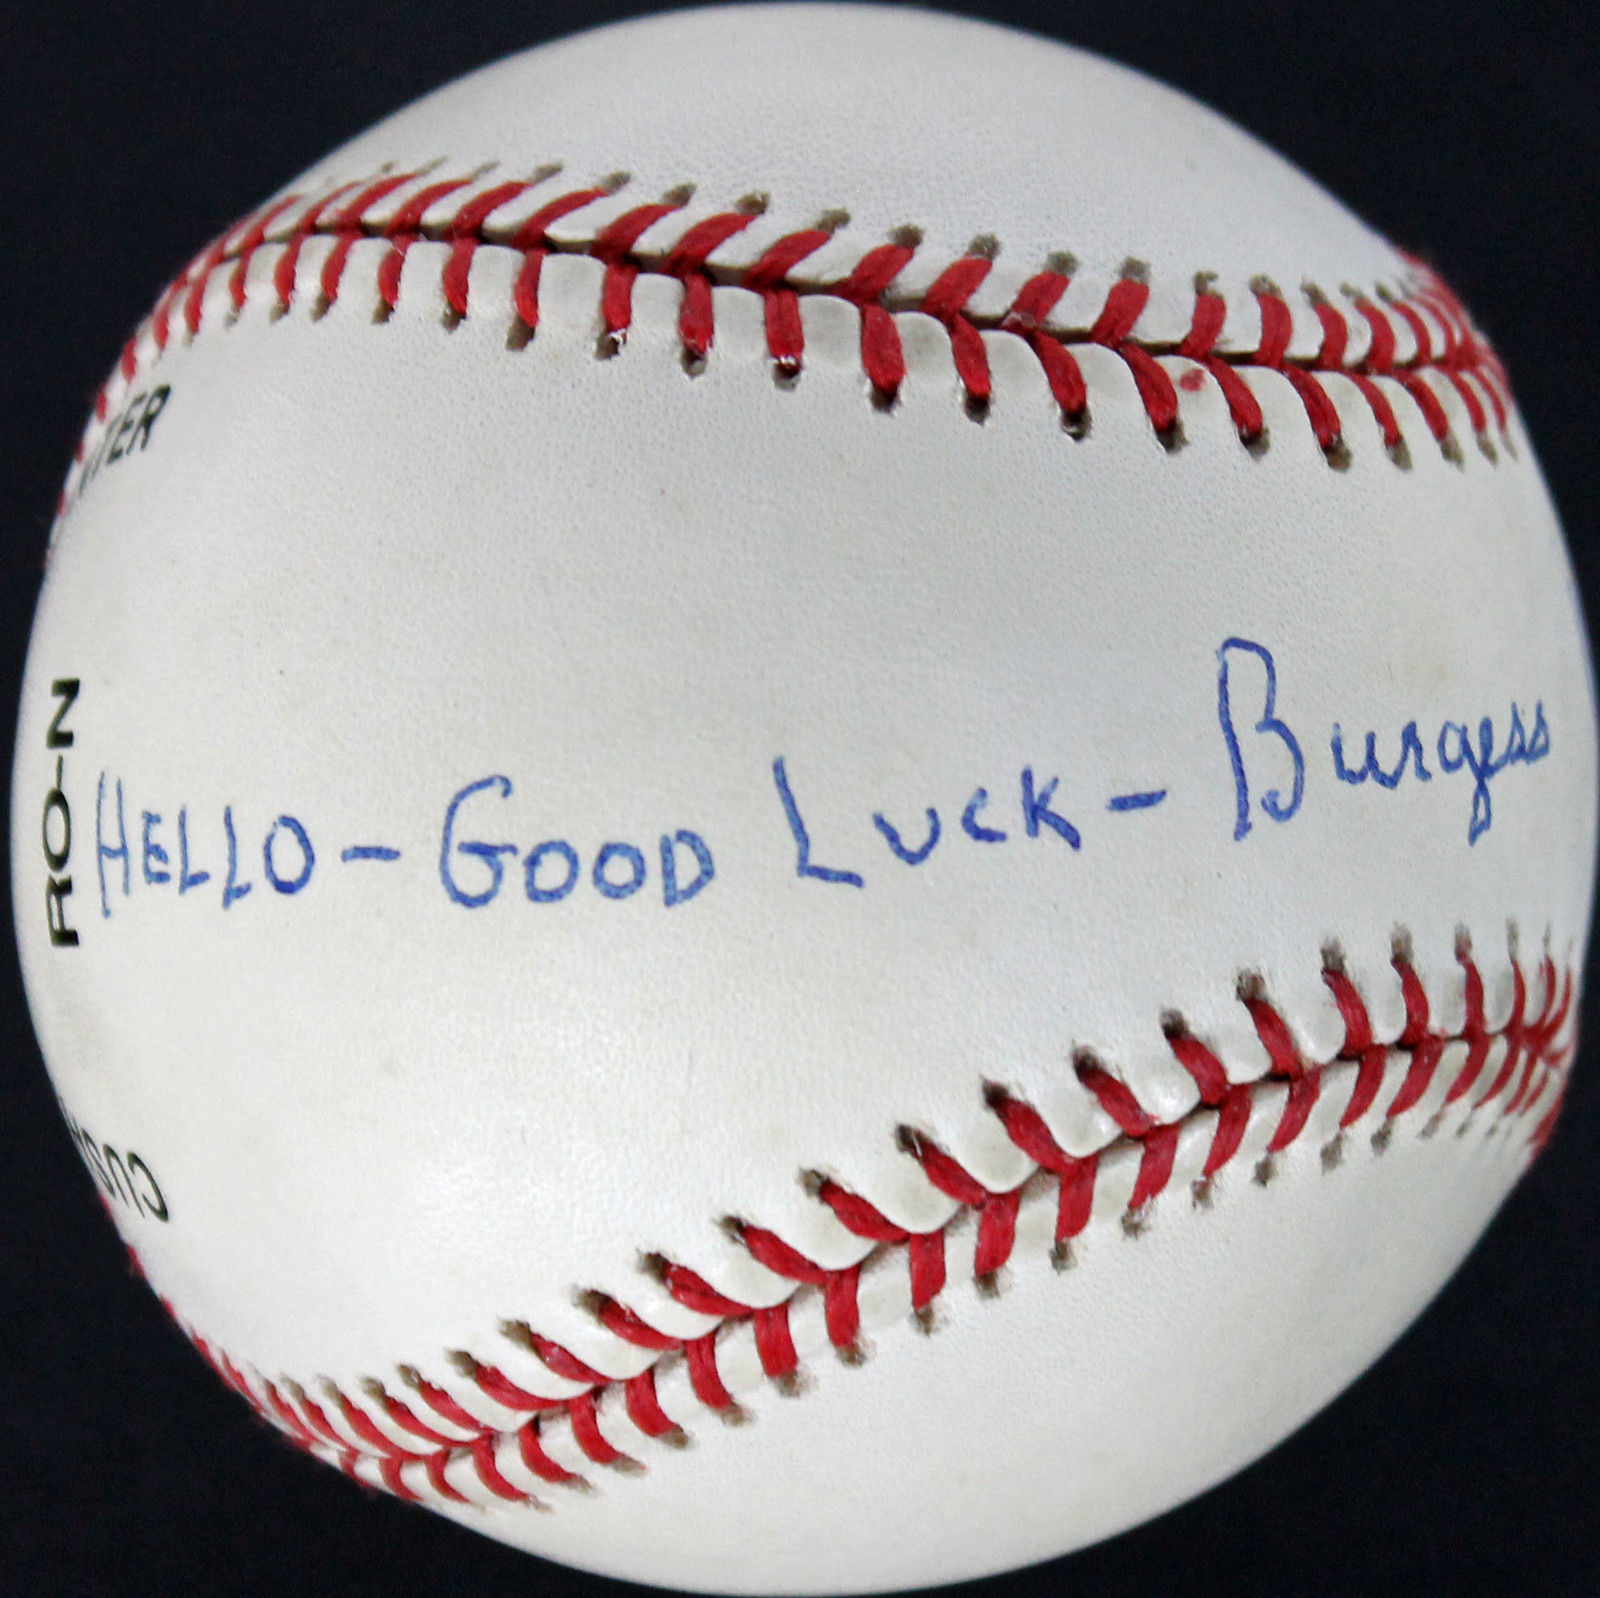 RO-N
HELLO - GOOD LUCK - Burgess